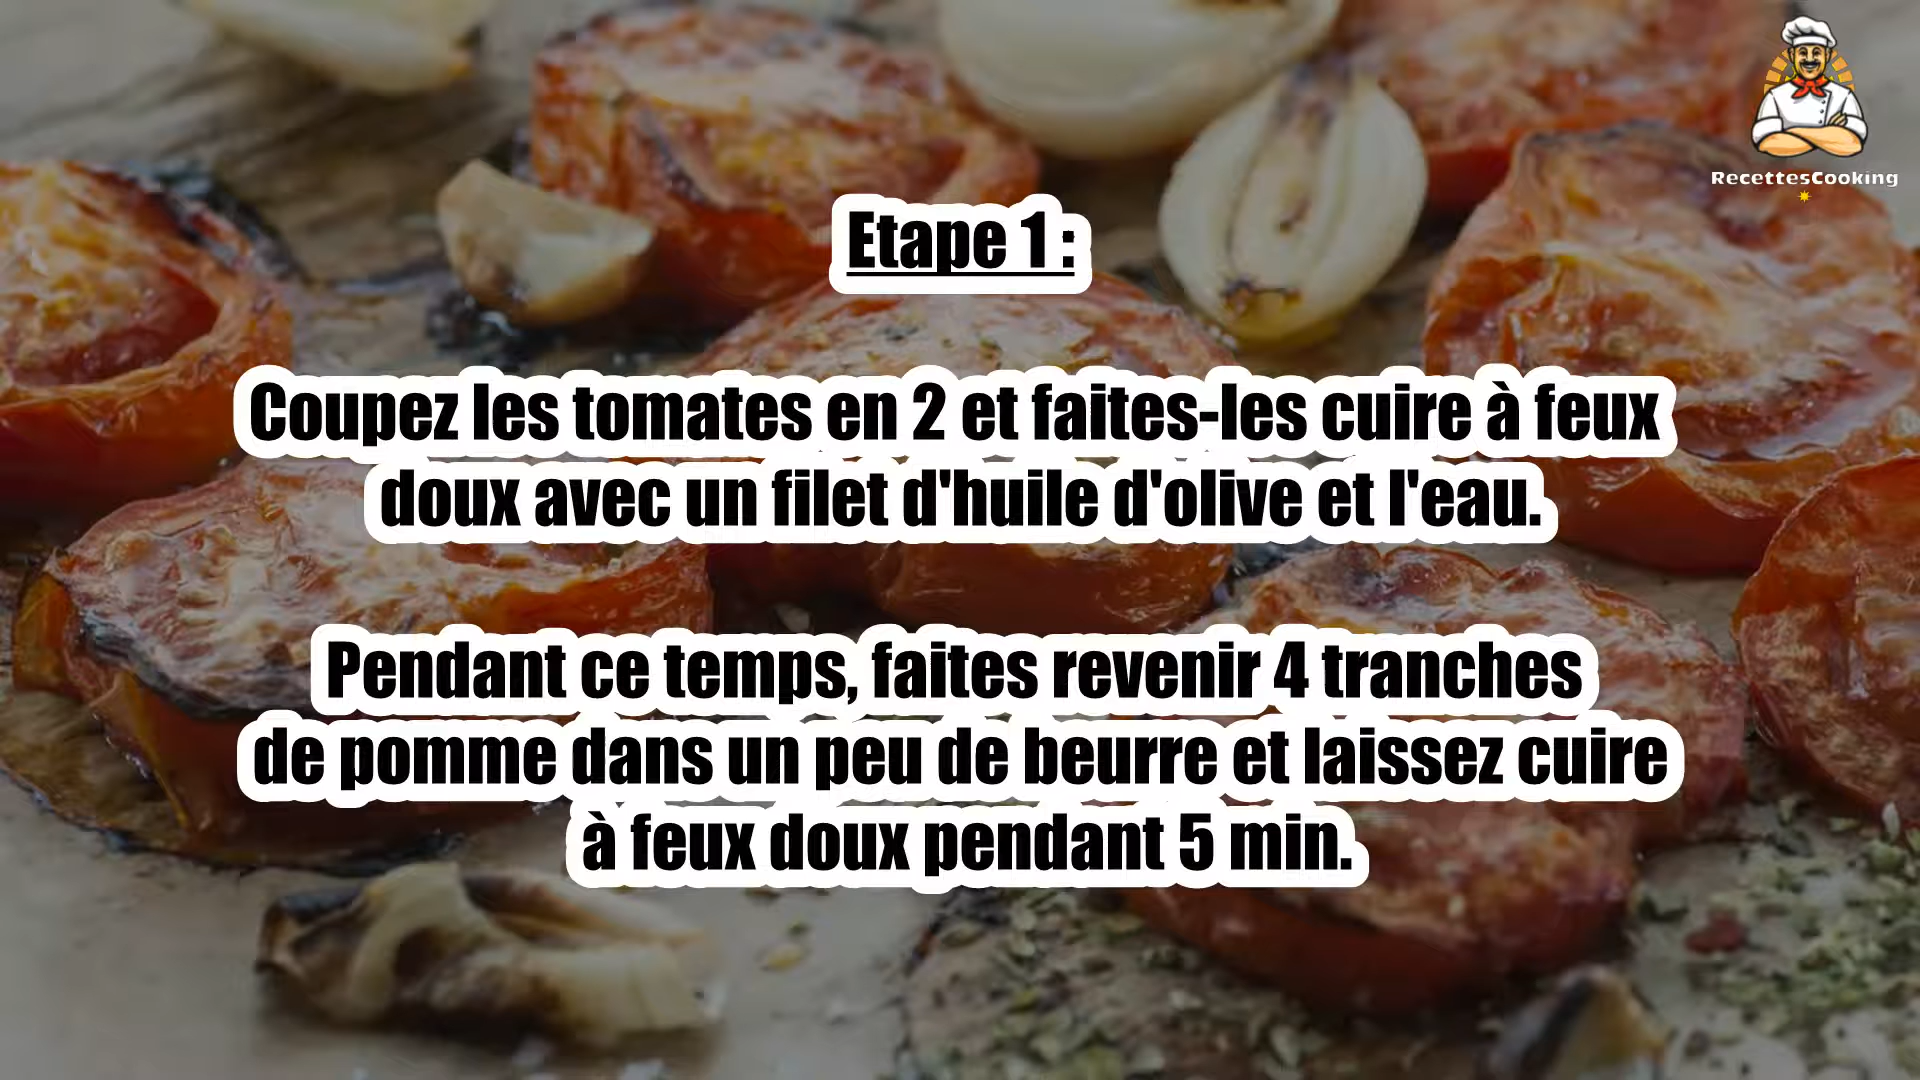 RecettesCooking
Etape 1 :
Coupez les tomates en 2 et faites-les cuire à feux
doux avec un filet d'huile d'olive et l'eau.
Pendant ce temps, faites revenir 4 tranches
de pomme dans un peu de beurre et laissez cuire
à feux doux pendant 5 min.